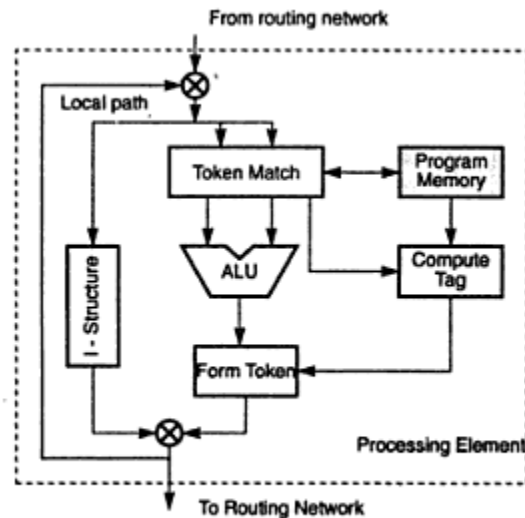 From routing network
Local path
Token Match
Program
Memory
I - Structure
ALU
Compute
Tag
Form Token
Processing Element
To Routing Network